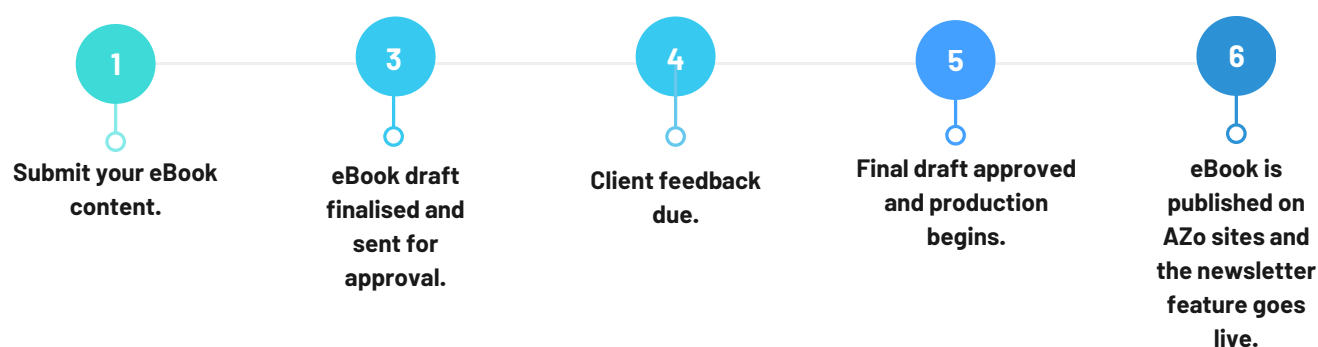 1
Submit your eBook
content.
3
eBook draft
finalised and
sent for
approval.
4
Client feedback
due.
5
Final draft approved
and production
begins.
6
eBook is
published on
AZo sites and
the newsletter
feature goes
live.